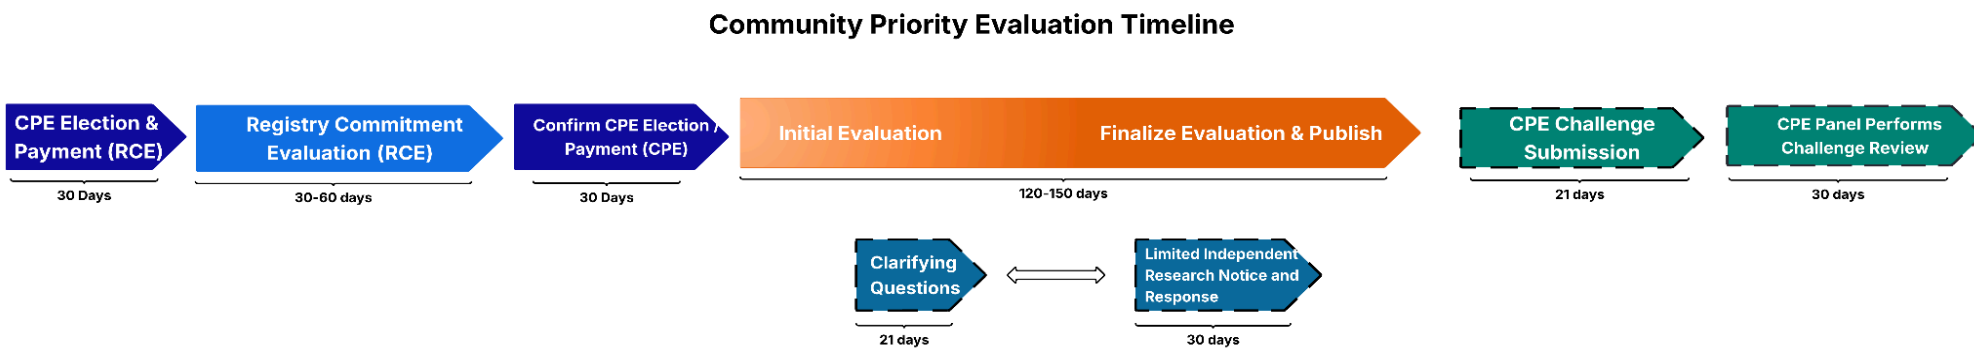 Community Priority Evaluation Timeline
CPE Election &
Payment (RCE)
30 Days
Registry Commitment
Evaluation (RCE)
30-60 days
Confirm CPE Election /
Payment (CPE)
30 Days
Initial Evaluation
Finalize Evaluation & Publish
120-150 days
CPE Challenge
Submission
21 days
CPE Panel Performs
Challenge Review
30 days
Clarifying
Questions
21 days
Limited Independent
Research Notice and
Response
30 days